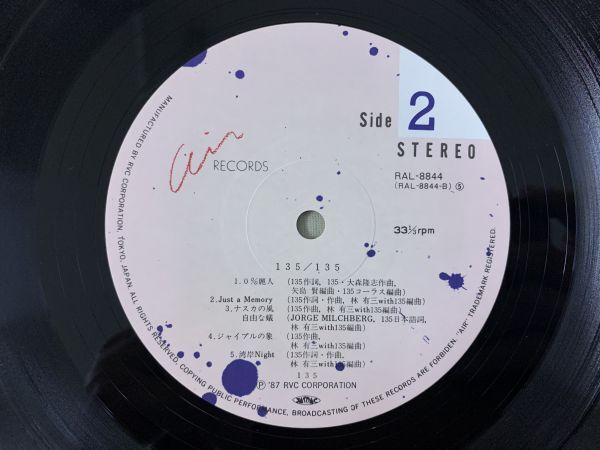 Side 2
STEREO
air RECORDS
RAL-8844
(RAL-8844-B) ⑤
33⅓rpm
135/135
1.0%麗人 (135作詞, 135・大森隆志作曲,
矢島 賢編曲・135コーラス編曲)
2.Just a Memory (135作詞・作曲, 林 有三with135編曲)
3.ナスカの風 (135作曲, 林 有三with135編曲)
自由な蟻 (JORGE MILCHBERG, 135日本語詞,
林 有三with135編曲)
4.ジャイプルの象 (135作曲,
林 有三with135編曲)
5.湾岸Night (135作詞・作曲,
林 有三with135編曲)
135
Ⓟ '87 RVC CORPORATION
MANUFACTURED BY RVC CORPORATION, TOKYO, JAPAN. ALL RIGHTS RESERVED. COPYING PUBLIC PERFORMANCE, BROADCASTING OF THESE RECORDS ARE FORBIDDEN. "AIR" TRADEMARK REGISTERED.